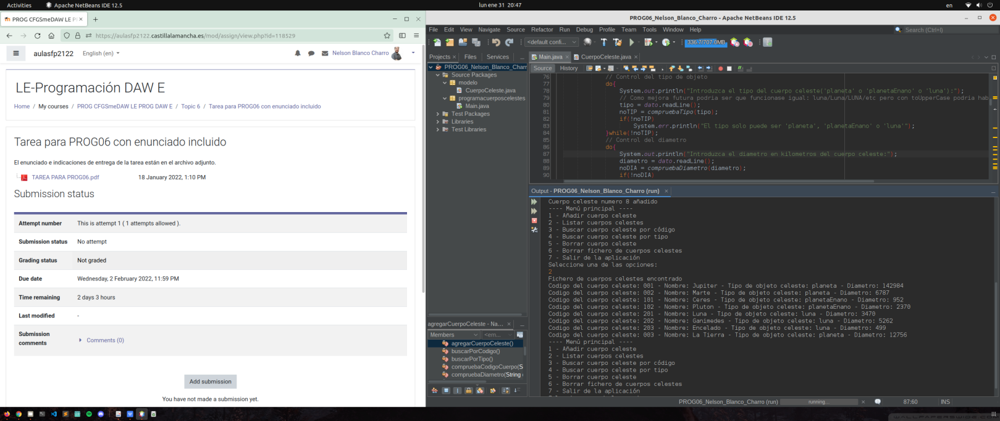 Activities
Apache NetBeans IDE 12.5
lun ene 31 20:47
en
PROG CFGSmeDAW LE P
https://aulasfp2122.castillalamancha.es/mod/assign/view.php?id=118529
aulasfp2122
English (en)
Nelson Blanco Charro
LE-Programación DAW E
Home / My courses / PROG CFGSmeDAW LE PROG DAW E / Topic 6 / Tarea para PROG06 con enunciado incluido
Tarea para PROG06 con enunciado incluido
El enunciado e indicaciones de entrega de la tarea están en el archivo adjunto.
TAREA PARA PROG06.pdf 18 January 2022, 1:10 PM
Submission status
Attempt number This is attempt 1 ( 1 attempts allowed ).
Submission status No attempt
Grading status Not graded
Due date Wednesday, 2 February 2022, 11:59 PM
Time remaining 2 days 3 hours
Last modified -
Submission comments Comments (0)
Add submission
You have not made a submission yet.
PROG06_Nelson_Blanco_Charro - Apache NetBeans IDE 12.5
File Edit View Navigate Source Refactor Run Debug Profile Team Tools Window Help
Search (Ctrl+I)
<default confi...
336.7/707.0MB
Projects Files Services
PROG06_Nelson_Blanco_Charr
Source Packages
modelo
CuerpoCeleste.java
programacuerposcelestes
Main.java
Test Packages
Libraries
Test Libraries
agregarCuerpoCeleste - Na...
Members <em...
agregarCuerpoCeleste()
buscarPorCodigo()
buscarPorTipo()
compruebaCodigoCuerpo(S
compruebaDiametro(String
Main.java CuerpoCeleste.java
Source History
76 // Control del tipo de objeto
77 do{
78 System.out.println("Introduzca el tipo del cuerpo celeste('planeta' o 'planetaEnano' o 'luna'):");
79 // Como mejora futura podria ser que funcionase igual: luna/Luna/LUNA/etc pero con toUpperCase podria hab
80 tipo = dato.readLine();
81 noTIP = compruebaTipo(tipo);
82 if(!noTIP)
83 System.err.println("El tipo solo puede ser 'planeta', 'planetaEnano' o 'luna'");
84 }while(!noTIP);
85 // Control del diametro
86 do{
87 System.out.println("Introduzca el diametro en kilometros del cuerpo celeste:");
88 diametro = dato.readLine();
89 noDIA = compruebaDiametro(diametro);
90 if(!noDIA)
Output - PROG06_Nelson_Blanco_Charro (run)
Cuerpo celeste numero 8 añadido
---- Menú principal ----
1 - Añadir cuerpo celeste
2 - Listar cuerpos celestes
3 - Buscar cuerpo celeste por código
4 - Buscar cuerpo celeste por tipo
5 - Borrar cuerpo celeste
6 - Borrar fichero de cuerpos celestes
7 - Salir de la aplicación
Seleccione una de las opciones:
2
Fichero de cuerpos celestes encontrado
Codigo del cuerpo celeste: 001 - Nombre: Jupiter - Tipo de objeto celeste: planeta - Diametro: 142984
Codigo del cuerpo celeste: 002 - Nombre: Marte - Tipo de objeto celeste: planeta - Diametro: 6787
Codigo del cuerpo celeste: 101 - Nombre: Ceres - Tipo de objeto celeste: planetaEnano - Diametro: 952
Codigo del cuerpo celeste: 102 - Nombre: Pluton - Tipo de objeto celeste: planetaEnano - Diametro: 2370
Codigo del cuerpo celeste: 201 - Nombre: Luna - Tipo de objeto celeste: luna - Diametro: 3470
Codigo del cuerpo celeste: 202 - Nombre: Ganimedes - Tipo de objeto celeste: luna - Diametro: 5262
Codigo del cuerpo celeste: 203 - Nombre: Encelado - Tipo de objeto celeste: luna - Diametro: 499
Codigo del cuerpo celeste: 003 - Nombre: La Tierra - Tipo de objeto celeste: planeta - Diametro: 12756
---- Menú principal ----
1 - Añadir cuerpo celeste
2 - Listar cuerpos celestes
3 - Buscar cuerpo celeste por código
4 - Buscar cuerpo celeste por tipo
5 - Borrar cuerpo celeste
6 - Borrar fichero de cuerpos celestes
7 - Salir de la aplicación
PROG06_Nelson_Blanco_Charro (run) running... 87:60 INS